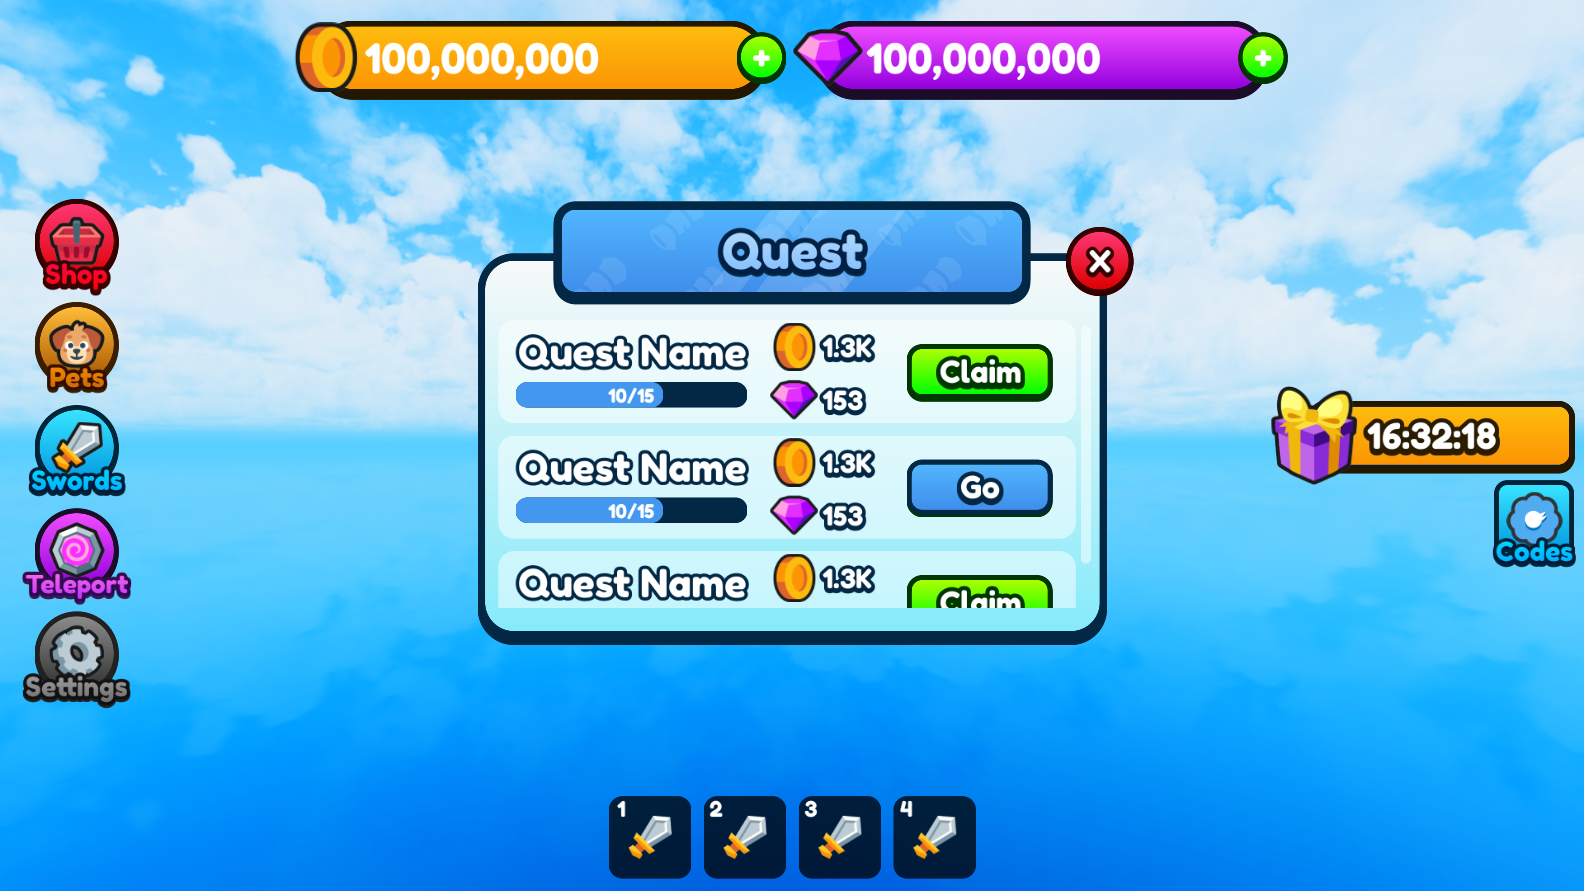 100,000,000
100,000,000
Shop
Pets
Swords
Teleport
Settings
Quest
Quest Name
10/15
1.3K
153
Claim
Quest Name
10/15
1.3K
153
Go
Quest Name
1.3K
Claim
16:32:18
Codes
1
2
3
4